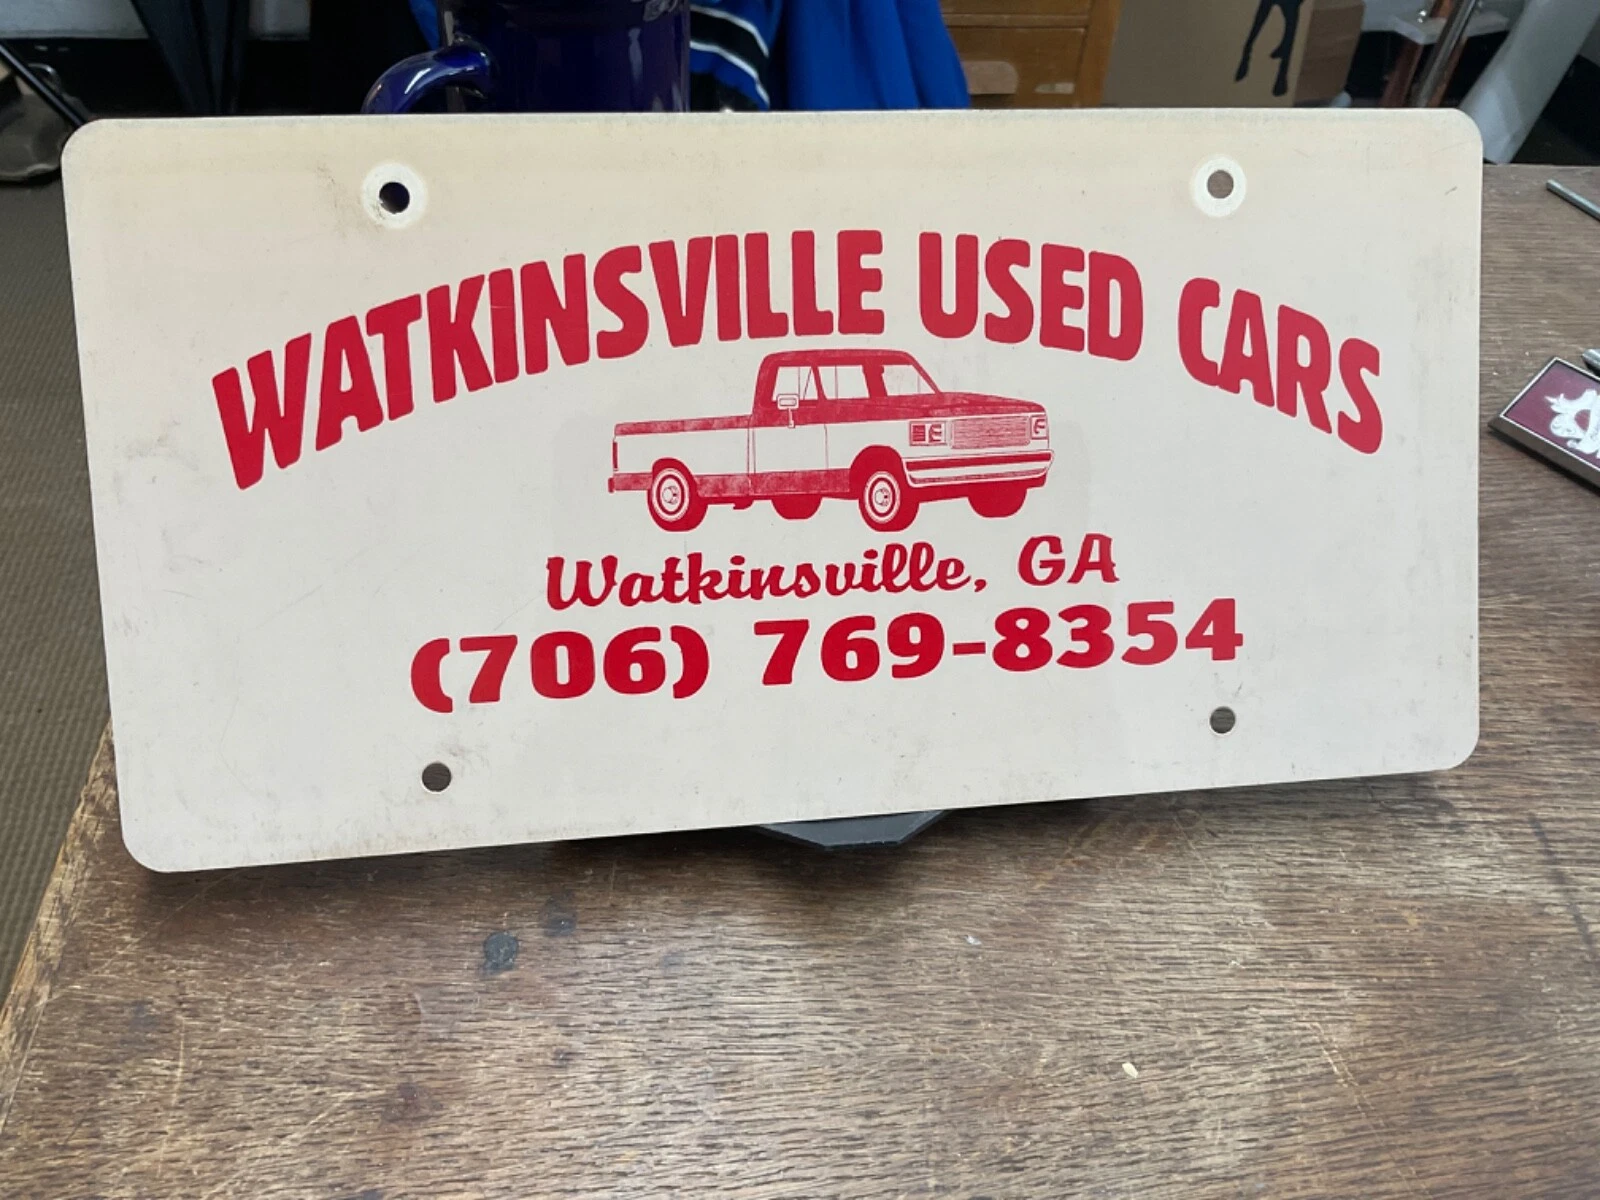 WATKINSVILLE USED CARS
Watkinsville, GA
(706) 769-8354